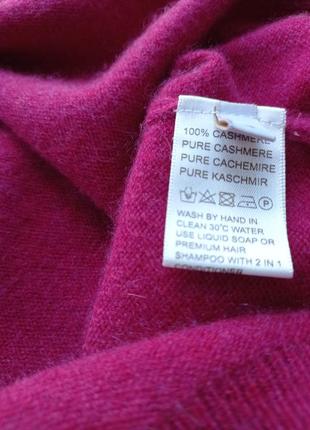 100% CASHMERE
PURE CASHMERE
PURE CACHEMIRE
PURE KASCHMIR
P
WASH BY HAND IN
CLEAN 30°C WATER
USE LIQUID SOAP OR
PREMIUM HAIR
SHAMPOO WITH 2 IN 1
CONDITIONER